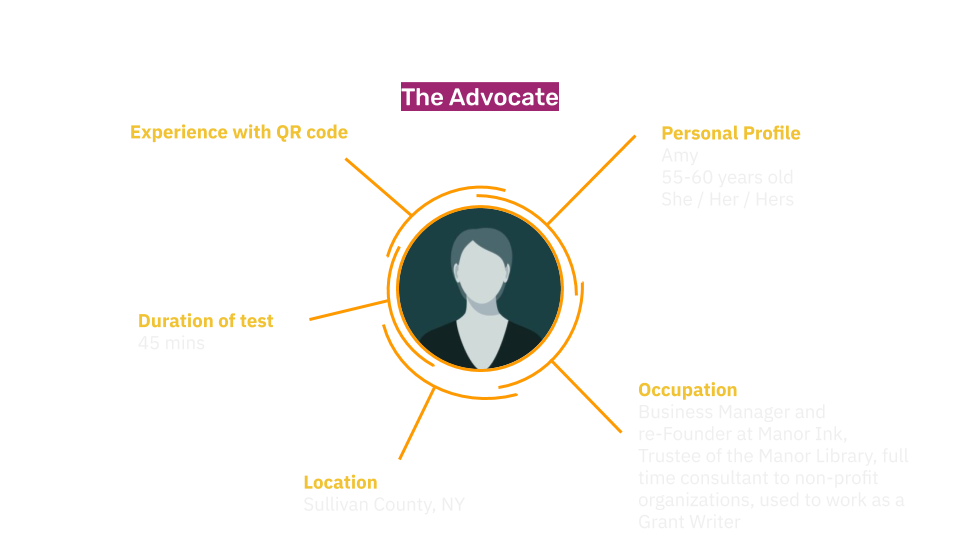 The Advocate
Experience with QR code
Personal Profile
Amy
55-60 years old
She / Her / Hers
Duration of test
45 mins
Occupation
Business Manager and
re-Founder at Manor Ink,
Trustee of the Manor Library, full
time consultant to non-profit
organizations, used to work as a
Grant Writer
Location
Sullivan County, NY